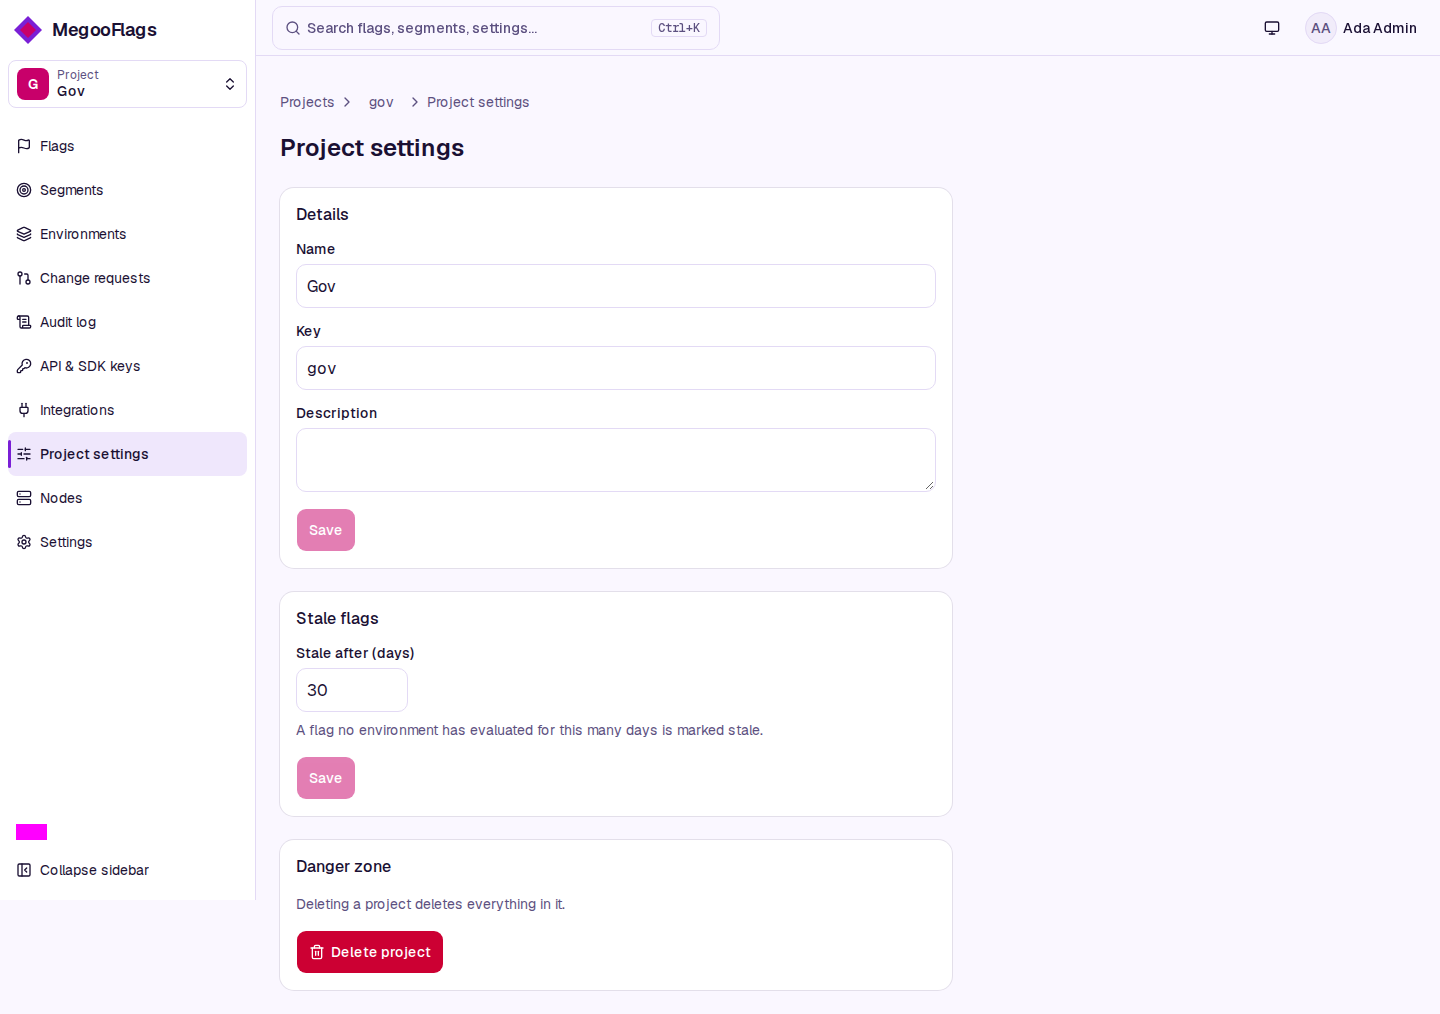 MegooFlags
Search flags, segments, settings...
Ctrl+K
AA
Ada Admin
G
Project
Gov
Flags
Segments
Environments
Change requests
Audit log
API & SDK keys
Integrations
Project settings
Nodes
Settings
Collapse sidebar
Projects
gov
Project settings
Project settings
Details
Name
Gov
Key
gov
Description
Save
Stale flags
Stale after (days)
30
A flag no environment has evaluated for this many days is marked stale.
Save
Danger zone
Deleting a project deletes everything in it.
Delete project